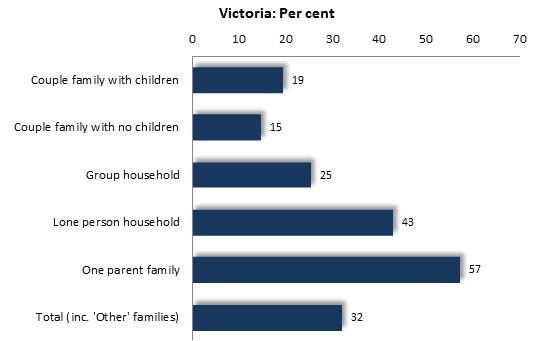 Victoria: Per cent
0 10 20 30 40 50 60 70
Couple family with children 19
Couple family with no children 15
Group household 25
Lone person household 43
One parent family 57
Total (inc. 'Other' families) 32